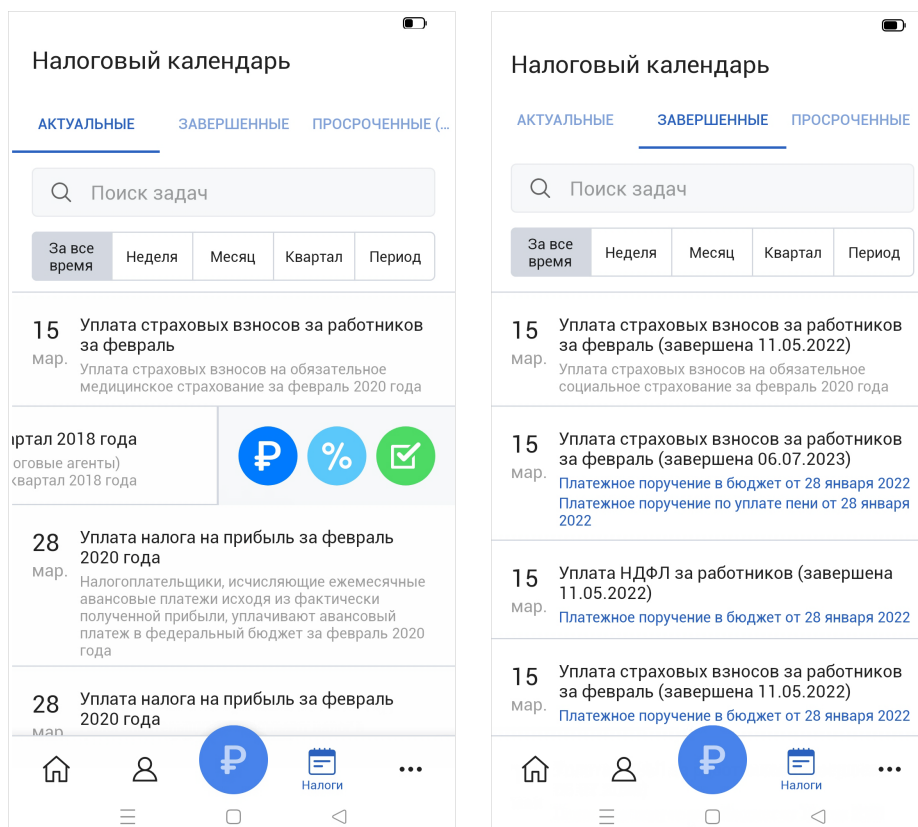 Налоговый календарь
АКТУАЛЬНЫЕ ЗАВЕРШЕННЫЕ ПРОСРОЧЕННЫЕ (...
Поиск задач
За все
время
Неделя
Месяц
Квартал
Период
15
мар.
Уплата страховых взносов за работников
за февраль
Уплата страховых взносов на обязательное
медицинское страхование за февраль 2020 года
ртал 2018 года
оговые агенты)
квартал 2018 года
₽ %
28
мар.
Уплата налога на прибыль за февраль
2020 года
Налогоплательщики, исчисляющие ежемесячные
авансовые платежи исходя из фактически
полученной прибыли, уплачивают авансовый
платеж в федеральный бюджет за февраль 2020
года
28
мар.
Уплата налога на прибыль за февраль
2020 года
₽
Налоги
Налоговый календарь
АКТУАЛЬНЫЕ ЗАВЕРШЕННЫЕ ПРОСРОЧЕННЫЕ
Поиск задач
За все
время
Неделя
Месяц
Квартал
Период
15
мар.
Уплата страховых взносов за работников
за февраль (завершена 11.05.2022)
Уплата страховых взносов на обязательное
социальное страхование за февраль 2020 года
15
мар.
Уплата страховых взносов за работников
за февраль (завершена 06.07.2023)
Платежное поручение в бюджет от 28 января 2022
Платежное поручение по уплате пени от 28 января
2022
15
мар.
Уплата НДФЛ за работников (завершена
11.05.2022)
Платежное поручение в бюджет от 28 января 2022
15
мар.
Уплата страховых взносов за работников
за февраль (завершена 11.05.2022)
Платежное поручение в бюджет от 28 января 2022
₽
Налоги